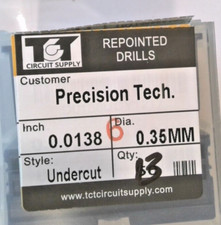 TCT
CIRCUIT SUPPLY
REPOINTED
DRILLS
Customer
Precision Tech.
Inch
Dia.
0.0138
6
0.35MM
Style:
Qty:
Undercut
www.tctcircuitsupply.com